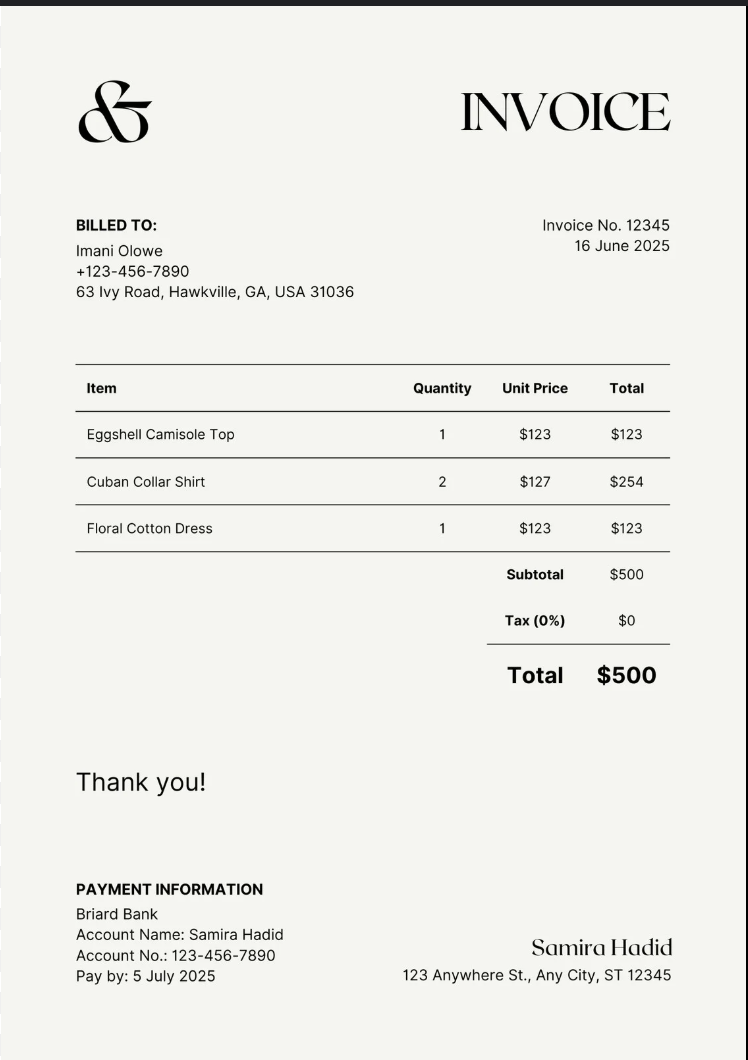 &
INVOICE
BILLED TO:
Imani Olowe
+123-456-7890
63 Ivy Road, Hawkville, GA, USA 31036
Invoice No. 12345
16 June 2025
Item Quantity Unit Price Total
Eggshell Camisole Top 1 $123 $123
Cuban Collar Shirt 2 $127 $254
Floral Cotton Dress 1 $123 $123
Subtotal $500
Tax (0%) $0
Total $500
Thank you!
PAYMENT INFORMATION
Briard Bank
Account Name: Samira Hadid
Account No.: 123-456-7890
Pay by: 5 July 2025
Samira Hadid
123 Anywhere St., Any City, ST 12345